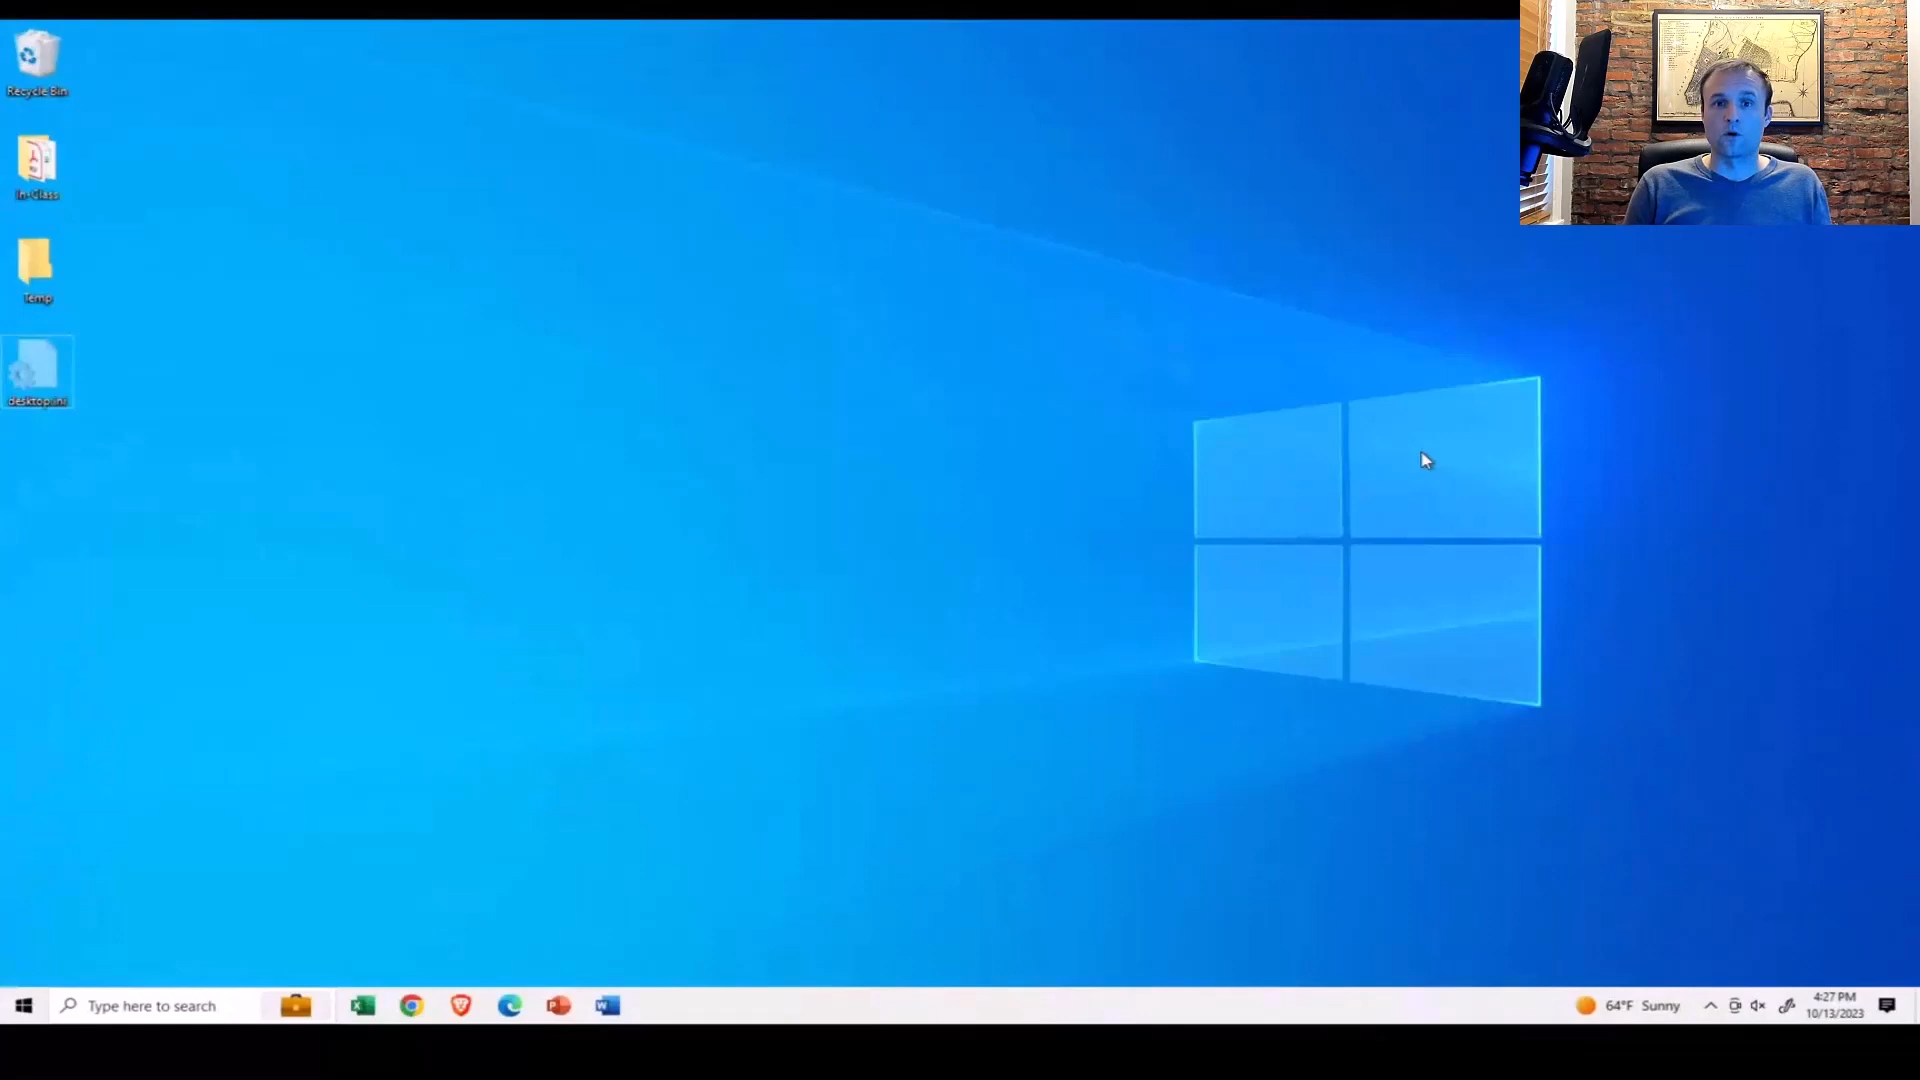 Recycle Bin
In-Class
Temp
desktop.ini
Type here to search
64°F Sunny
4:27 PM
10/13/2023